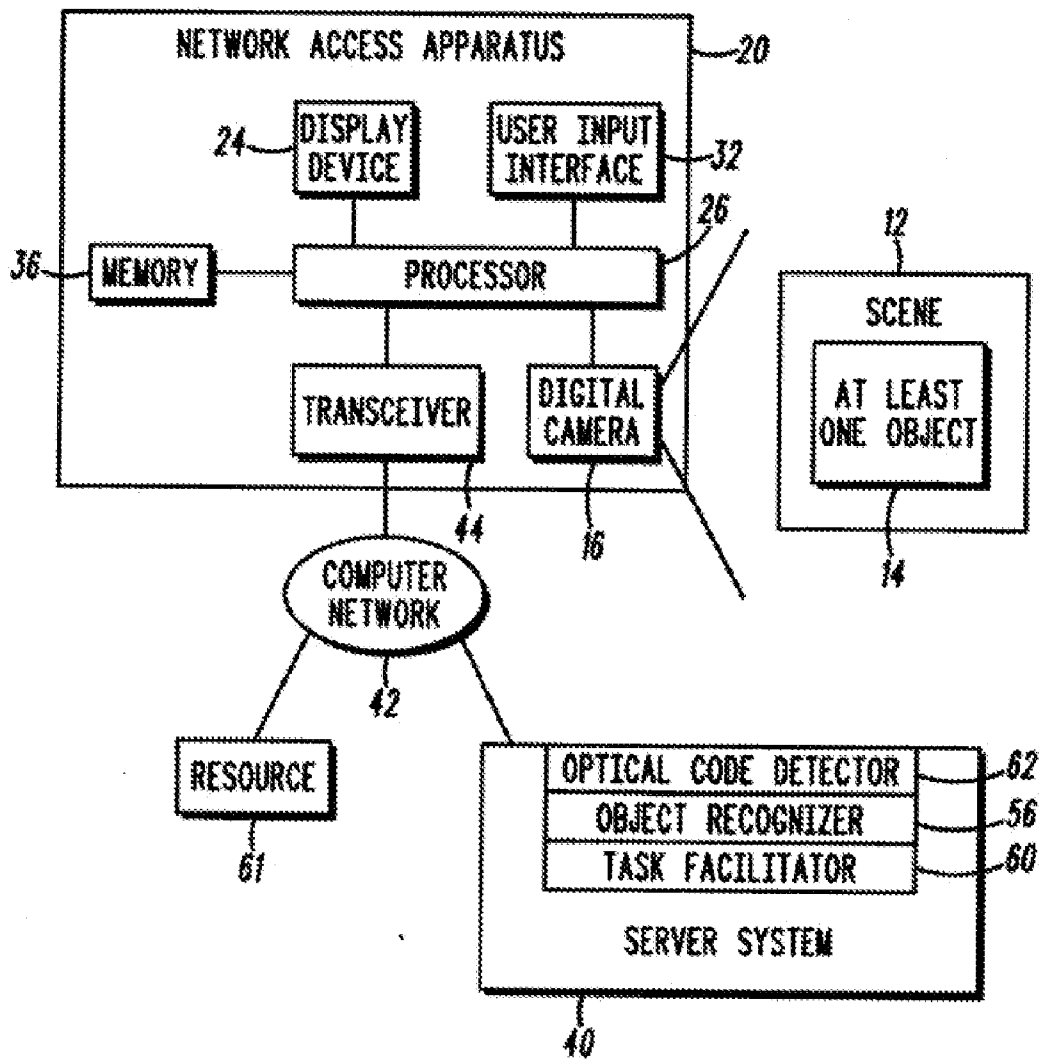 NETWORK ACCESS APPARATUS
20
24
DISPLAY
DEVICE
USER INPUT
INTERFACE
32
26
12
36
MEMORY
PROCESSOR
SCENE
TRANSCEIVER
DIGITAL
CAMERA
AT LEAST
ONE OBJECT
44
16
14
COMPUTER
NETWORK
42
RESOURCE
61
OPTICAL CODE DETECTOR
62
OBJECT RECOGNIZER
56
TASK FACILITATOR
60
SERVER SYSTEM
40